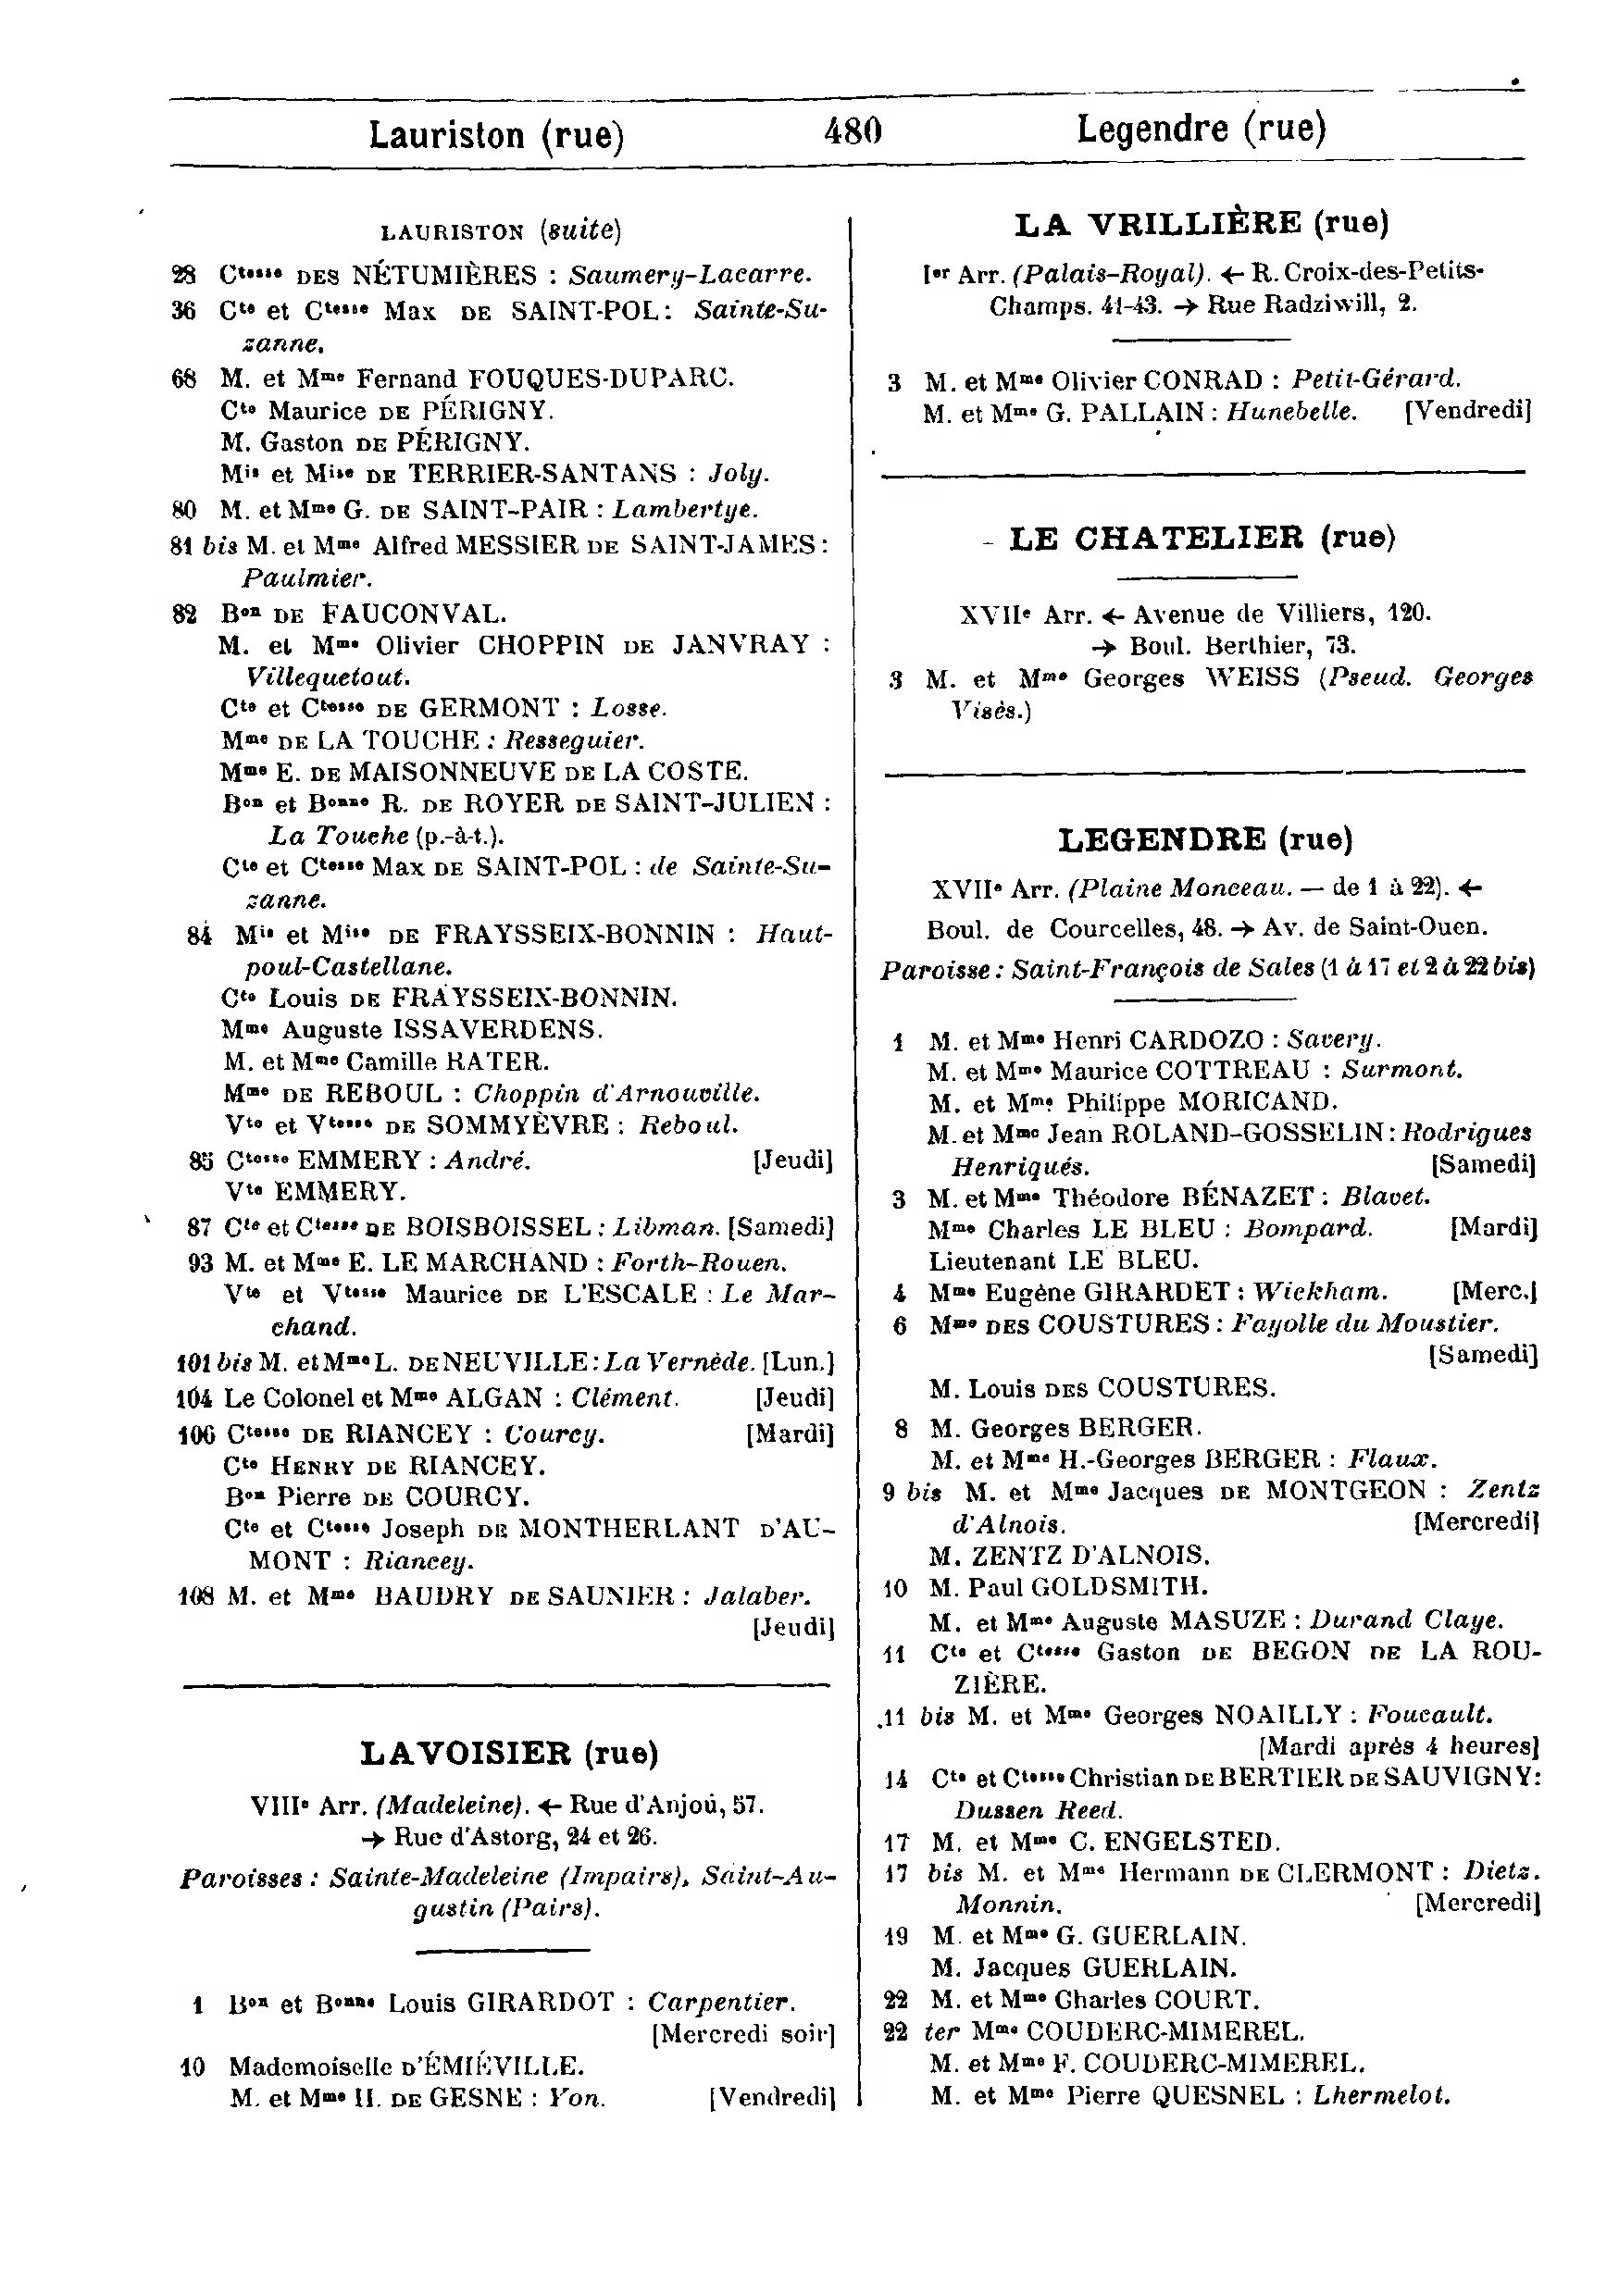 Lauriston (rue) 480 Legendre (rue)
LAURISTON (suite)
28 Ctesse DES NÉTUMIÈRES : Saumery-Lacarre.
36 Cte et Ctesse Max DE SAINT-POL : Sainte-Su-
zanne.
68 M. et Mme Fernand FOUQUES-DUPARC.
Cte Maurice DE PÉRIGNY.
M. Gaston DE PÉRIGNY.
Mis et Mise DE TERRIER-SANTANS : Joly.
80 M. et Mme G. DE SAINT-PAIR : Lambertye.
81 bis M. et Mme Alfred MESSIER DE SAINT-JAMES :
Paulmier.
82 Bon DE FAUCONVAL.
M. et Mme Olivier CHOPPIN DE JANVRAY :
Villequetout.
Cte et Ctesse DE GERMONT : Losse.
Mme DE LA TOUCHE : Resseguier.
Mme E. DE MAISONNEUVE DE LA COSTE.
Bon et Bonne R. DE ROYER DE SAINT-JULIEN :
La Touche (p.-à-t.).
Cte et Ctesse Max DE SAINT-POL : de Sainte-Su-
zanne.
84 Mis et Mise DE FRAYSSEIX-BONNIN : Haut-
poul-Castellane.
Cte Louis DE FRAYSSEIX-BONNIN.
Mme Auguste ISSAVERDENS.
M. et Mme Camille RATER.
Mme DE REBOUL : Choppin d'Arnouville.
Vte et Vtesse DE SOMMYÈVRE : Reboul.
85 Ctesse EMMERY : André. [Jeudi]
Vte EMMERY.
87 Cte et Ctesse DE BOISBOISSEL : Libman. [Samedi]
93 M. et Mme E. LE MARCHAND : Forth-Rouen.
Vte et Vtesse Maurice DE L'ESCALE : Le Mar-
chand.
101 bis M. et Mme L. DE NEUVILLE : La Vernède. [Lun.]
104 Le Colonel et Mme ALGAN : Clément. [Jeudi]
106 Ctesse DE RIANCEY : Courcy. [Mardi]
Cte HENRY DE RIANCEY.
Bon Pierre DE COURCY.
Cte et Ctesse Joseph DE MONTHERLANT D'AU-
MONT : Riancey.
108 M. et Mme BAUDRY DE SAUNIER : Jalaber.
[Jeudi]
LAVOISIER (rue)
VIIIe Arr. (Madeleine). ← Rue d'Anjou, 57.
→ Rue d'Astorg, 24 et 26.
Paroisses : Sainte-Madeleine (Impairs), Saint-Au-
gustin (Pairs).
1 Bon et Bonne Louis GIRARDOT : Carpentier.
[Mercredi soir]
10 Mademoiselle D'ÉMIÉVILLE.
M. et Mme H. DE GESNE : Yon. [Vendredi]
LA VRILLIÈRE (rue)
Ier Arr. (Palais-Royal). ← R. Croix-des-Petits-
Champs. 41-43. → Rue Radziwill, 2.
3 M. et Mme Olivier CONRAD : Petit-Gérard.
M. et Mme G. PALLAIN : Hunebelle. [Vendredi]
LE CHATELIER (rue)
XVIIe Arr. ← Avenue de Villiers, 120.
→ Boul. Berthier, 73.
3 M. et Mme Georges WEISS (Pseud. Georges
Visès.)
LEGENDRE (rue)
XVIIe Arr. (Plaine Monceau. — de 1 à 22). ←
Boul. de Courcelles, 48. → Av. de Saint-Ouen.
Paroisse : Saint-François de Sales (1 à 17 et 2 à 22 bis)
1 M. et Mme Henri CARDOZO : Savery.
M. et Mme Maurice COTTREAU : Surmont.
M. et Mme Philippe MORICAND.
M. et Mme Jean ROLAND-GOSSELIN : Rodrigues
Henriqués. [Samedi]
3 M. et Mme Théodore BÉNAZET : Blavet.
Mme Charles LE BLEU : Bompard. [Mardi]
Lieutenant LE BLEU.
4 Mme Eugène GIRARDET : Wickham. [Merc.]
6 Mme DES COUSTURES : Fayolle du Moustier.
[Samedi]
M. Louis DES COUSTURES.
8 M. Georges BERGER.
M. et Mme H.-Georges BERGER : Flaux.
9 bis M. et Mme Jacques DE MONTGEON : Zentz
d'Alnois. [Mercredi]
M. ZENTZ D'ALNOIS.
10 M. Paul GOLDSMITH.
M. et Mme Auguste MASUZE : Durand Claye.
11 Cte et Ctesse Gaston DE BEGON DE LA ROU-
ZIÈRE.
11 bis M. et Mme Georges NOAILLY : Foucault.
[Mardi après 4 heures]
14 Cte et Ctesse Christian DE BERTIER DE SAUVIGNY :
Dussen Reed.
17 M. et Mme C. ENGELSTED.
17 bis M. et Mme Hermann DE CLERMONT : Dietz.
Monnin. [Mercredi]
19 M. et Mme G. GUERLAIN.
M. Jacques GUERLAIN.
22 M. et Mme Charles COURT.
22 ter Mme COUDERC-MIMEREL.
M. et Mme F. COUDERC-MIMEREL.
M. et Mme Pierre QUESNEL : Lhermelot.